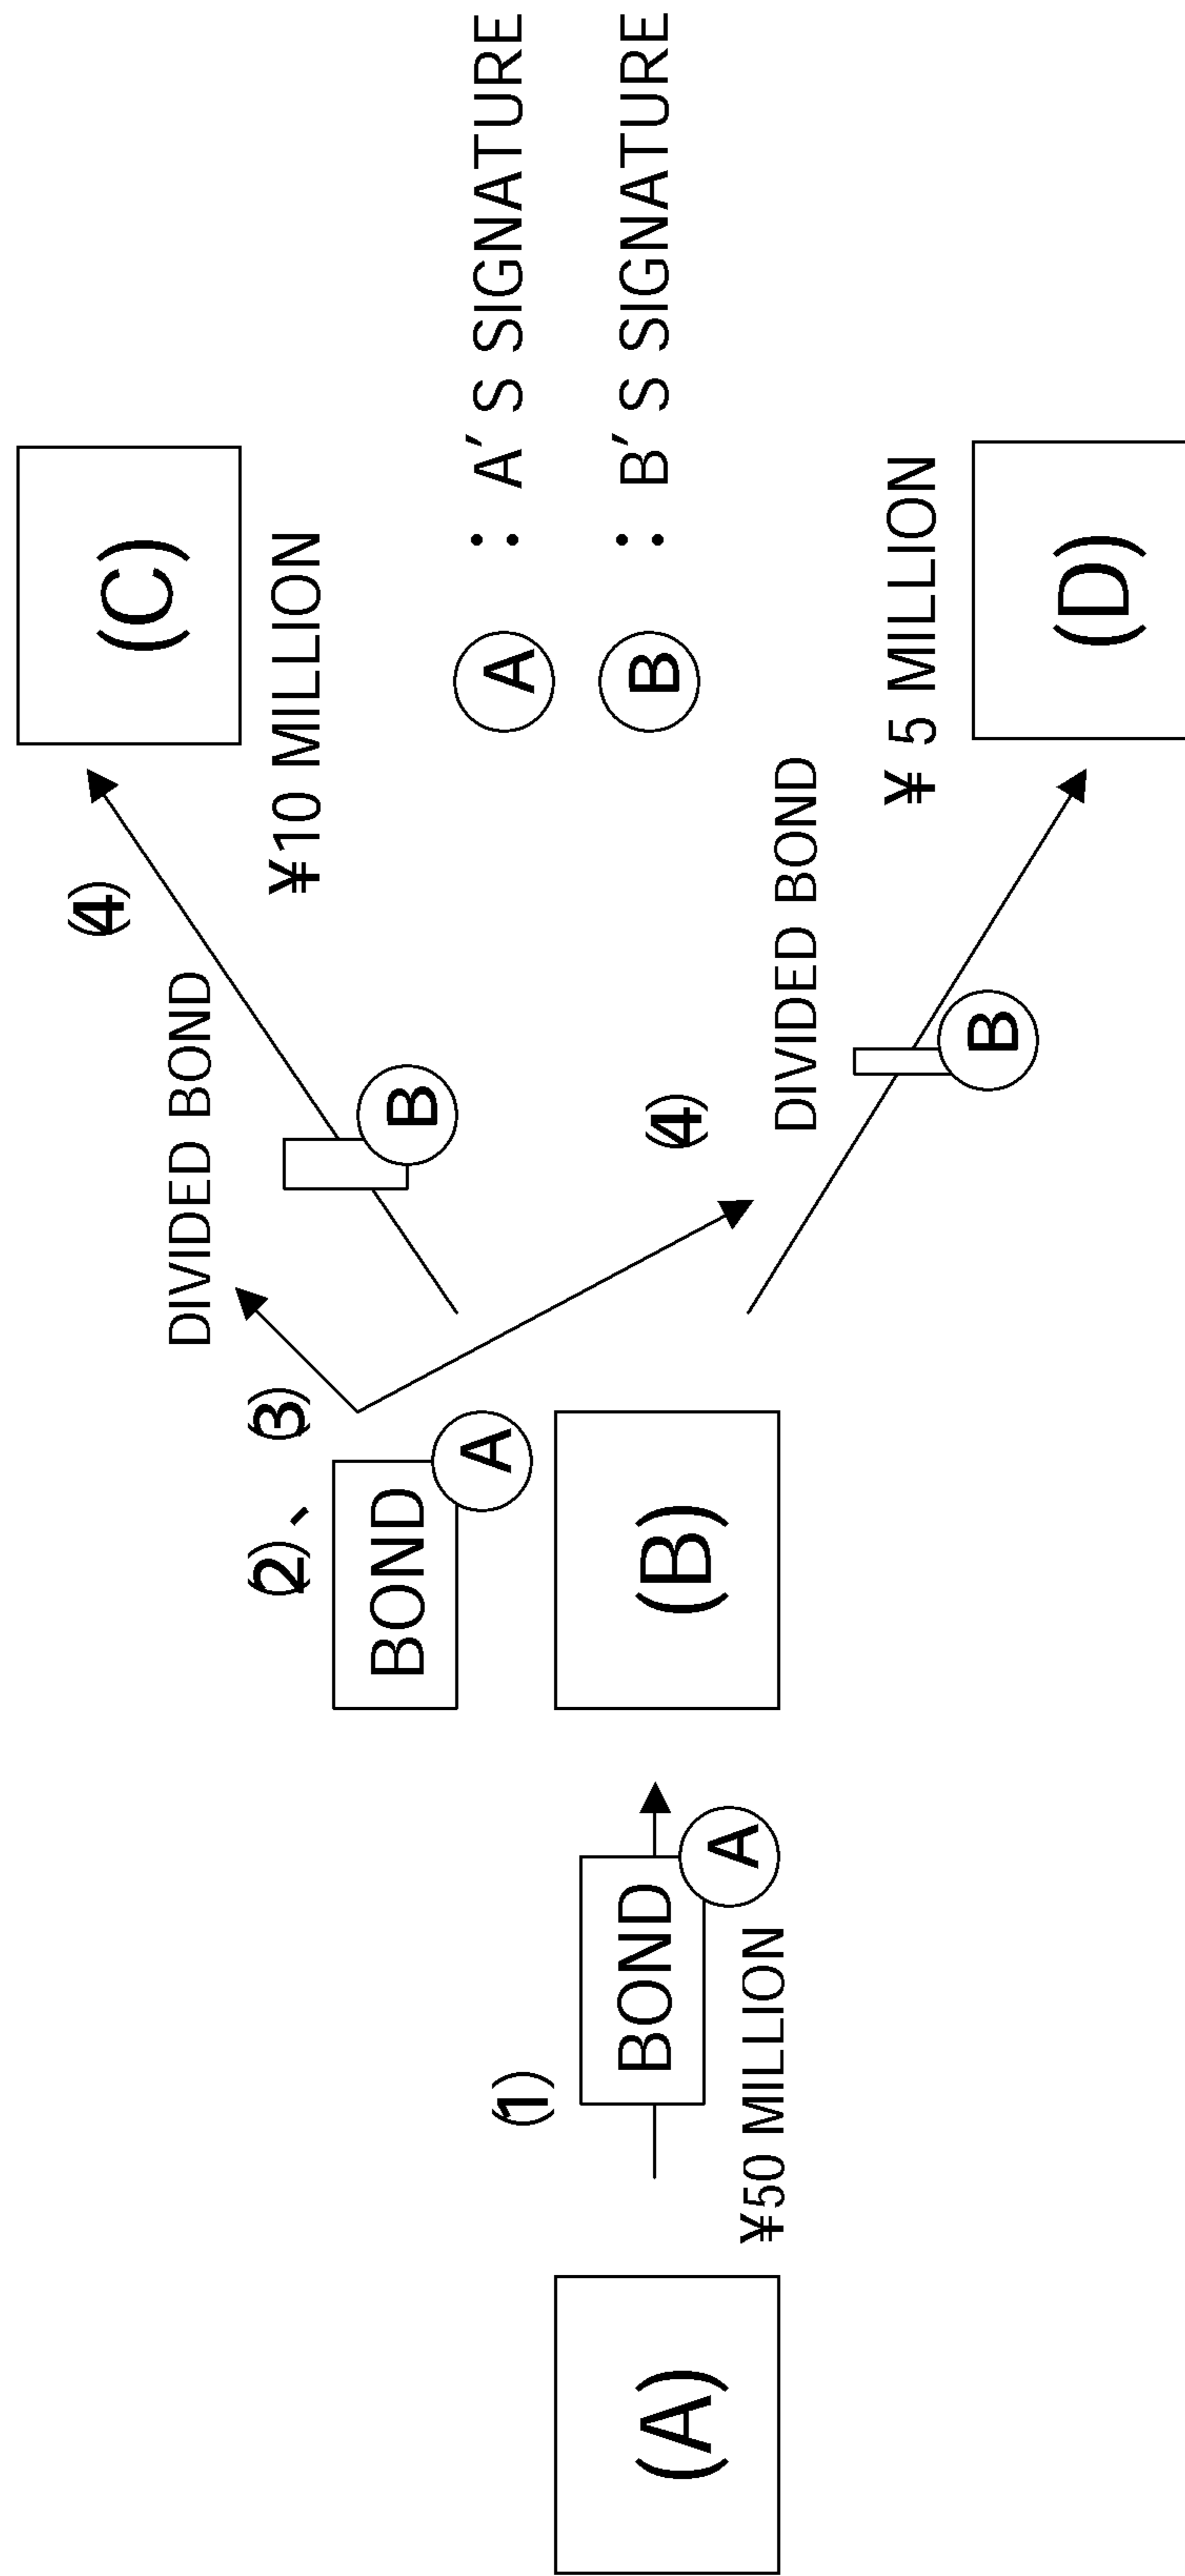 (C)
(4)
DIVIDED BOND
¥10 MILLION
B
(2)、(3)
BOND
A
A : A´S SIGNATURE
(1)
BOND
A
¥50 MILLION
(A)
(B)
B : B´S SIGNATURE
(4)
DIVIDED BOND
¥ 5 MILLION
B
(D)